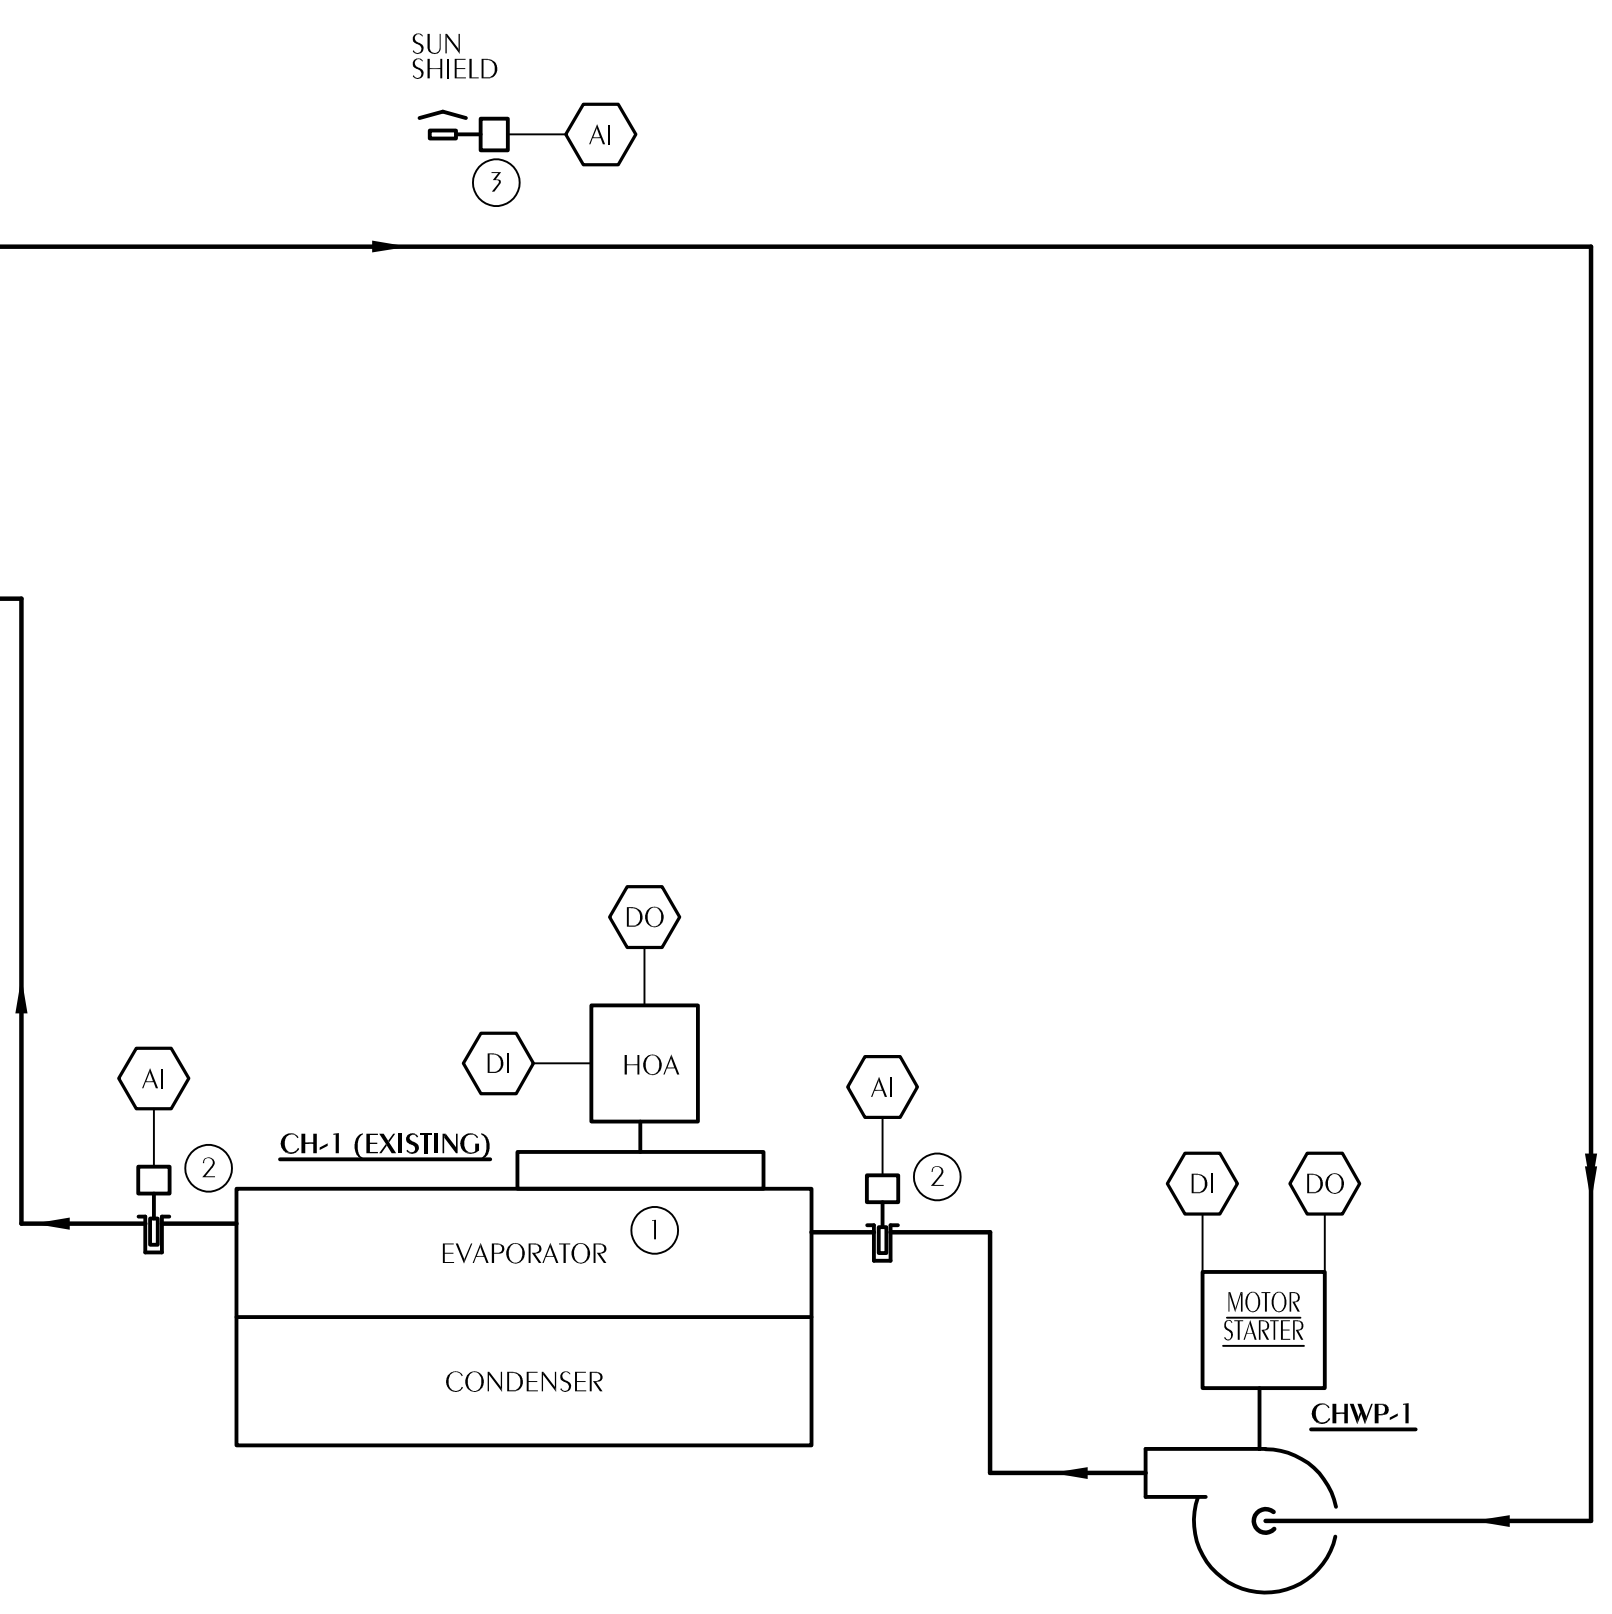 SUN
SHIELD
AI
3
DO
DI
HOA
AI
AI
CH-1 (EXISTING)
2
2
DI
DO
1
EVAPORATOR
MOTOR
STARTER
CONDENSER
CHWP-1